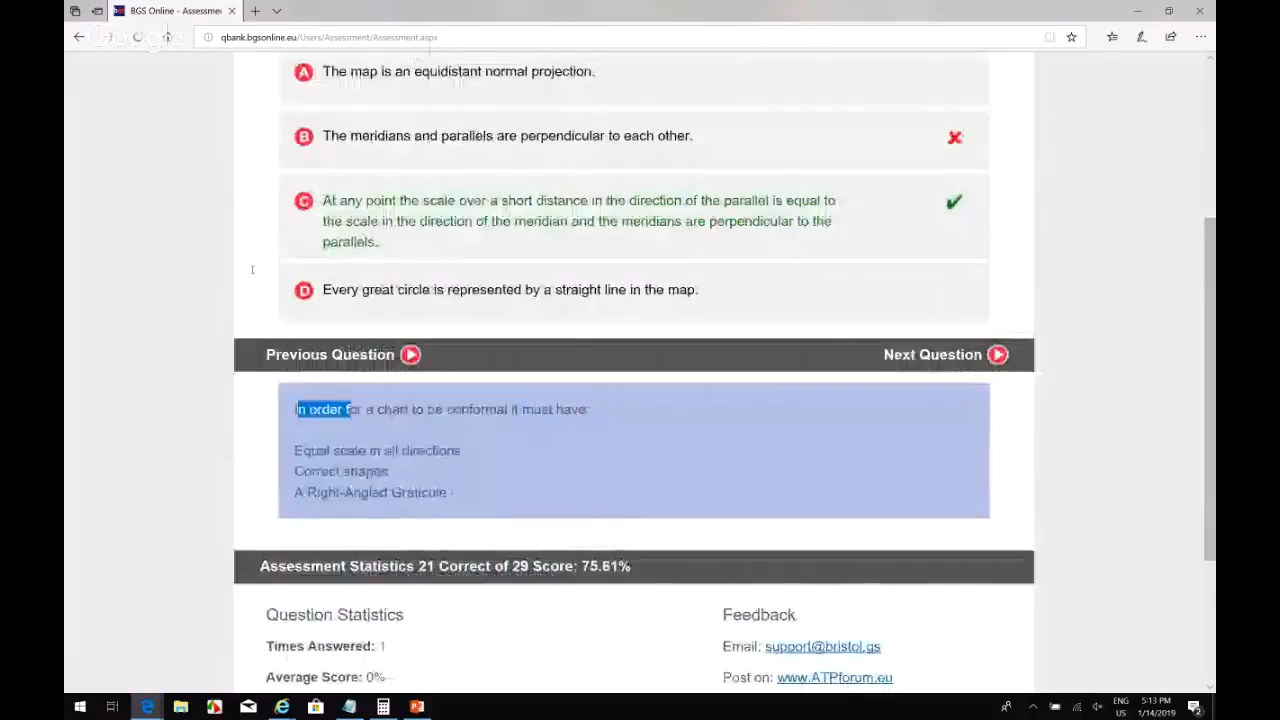 BGS Online - Assessme
qbank.bgsonline.eu/Users/Assessment/Assessment.aspx
A The map is an equidistant normal projection.
B The meridians and parallels are perpendicular to each other.
C At any point the scale over a short distance in the direction of the parallel is equal to
the scale in the direction of the meridian and the meridians are perpendicular to the
parallels.
D Every great circle is represented by a straight line in the map.
Previous Question Next Question
In order for a chart to be conformal it must have
Equal scale in all directions
Correct shapes
A Right-Angled Graticule
Assessment Statistics 21 Correct of 29 Score: 75.61%
Question Statistics Feedback
Times Answered: 1 Email: support@bristol.gs
Average Score: 0% Post on: www.ATPforum.eu
ENG 5:13 PM
US 1/14/2019 2